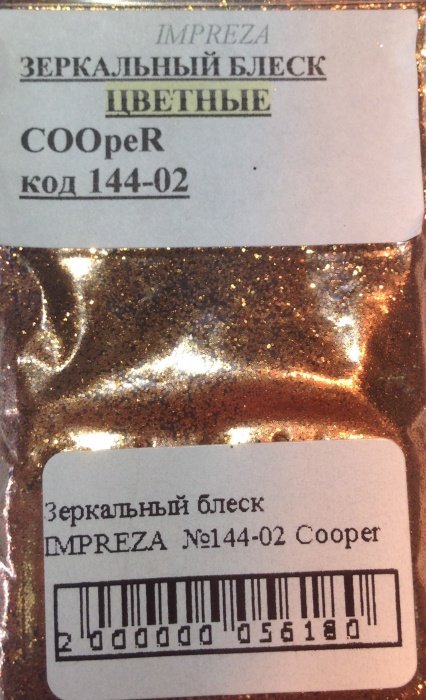 IMPREZA
ЗЕРКАЛЬНЫЙ БЛЕСК
ЦВЕТНЫЕ
COOpeR
код 144-02
Зеркальный блеск
IMPREZA №144-02 Cooper
2 000000 056180